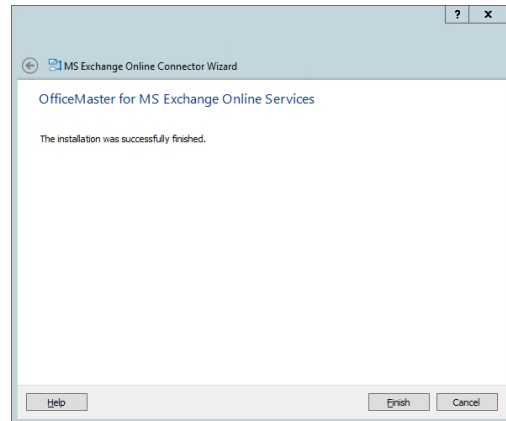 ? x
MS Exchange Online Connector Wizard
OfficeMaster for MS Exchange Online Services
The installation was successfully finished.
Help Finish Cancel